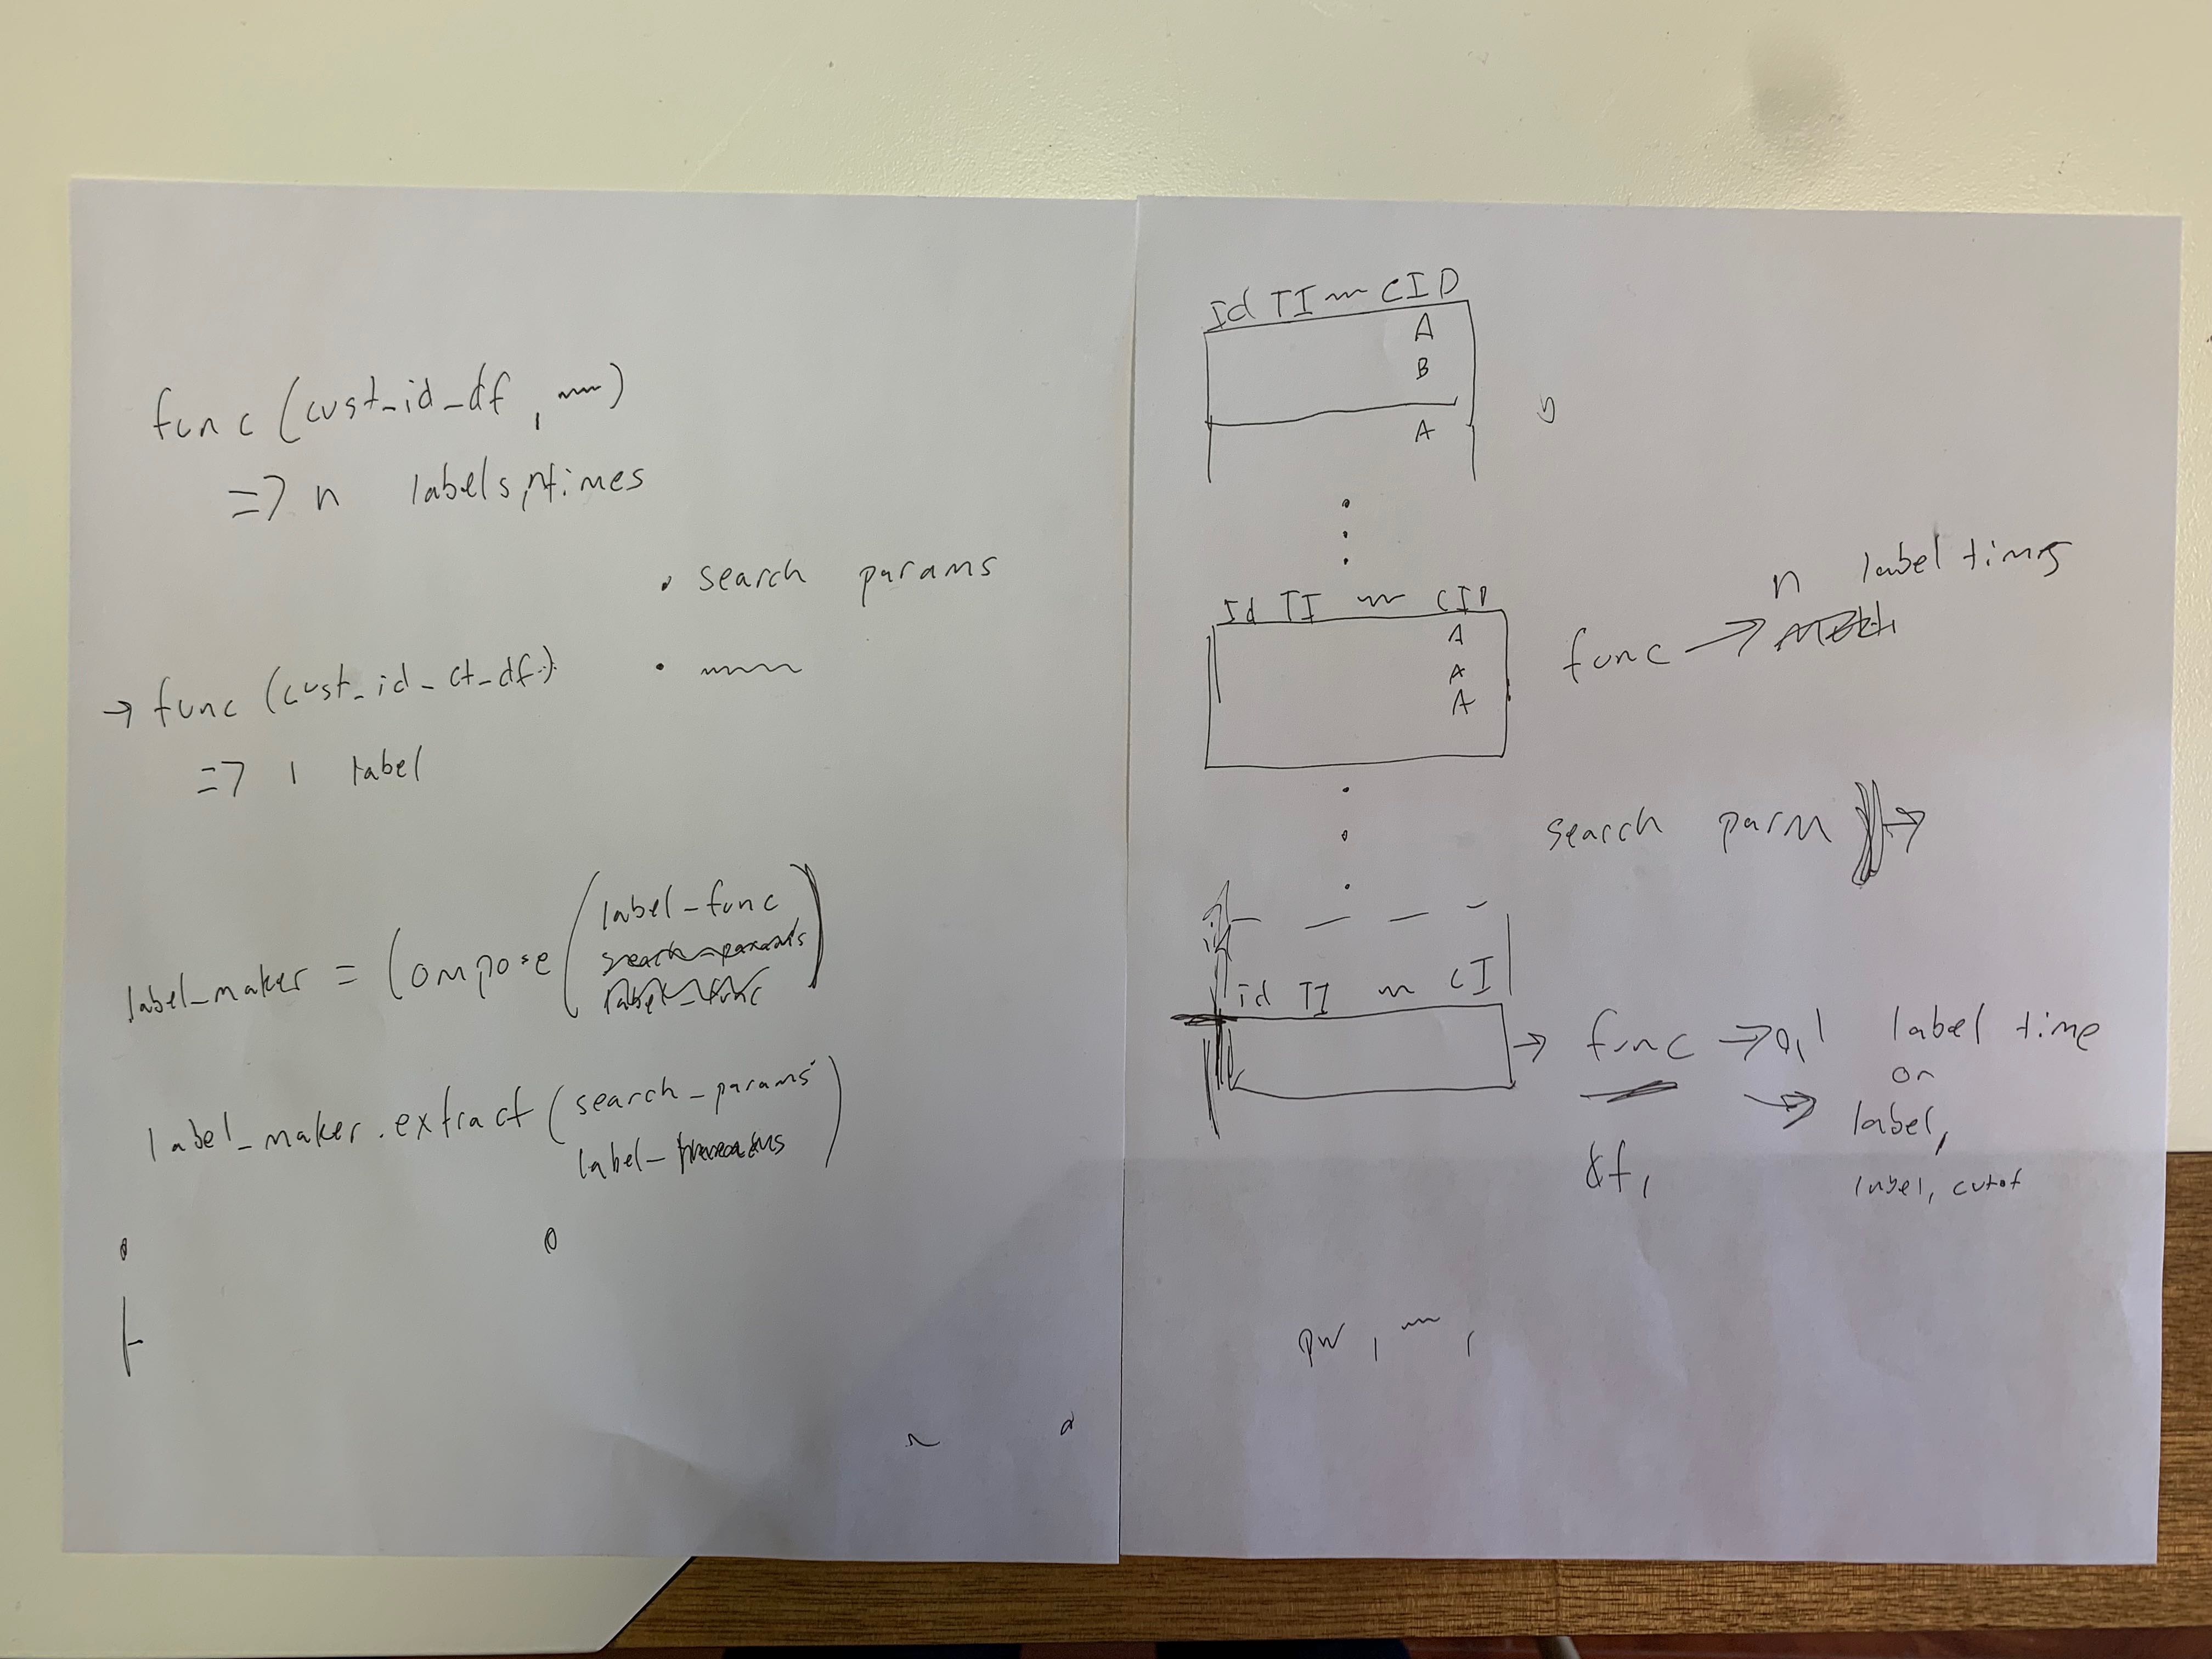 func (cust_id_df, ~~)
=> n labels, n times
• search params
→ func (cust_id_ct_df)
• ~~
=> 1 label
label_maker = Compose(label_func
search_params
label_func)
label_maker.extract(search_params
label_
Id TI ~ CID
A
B
A
Id TI ~ CID
A
A
A
func → n label times
search parm →
id TI ~ CI
→ func → 0,1 label time
or
→ label,
df,
label, cutof
pw, ~,